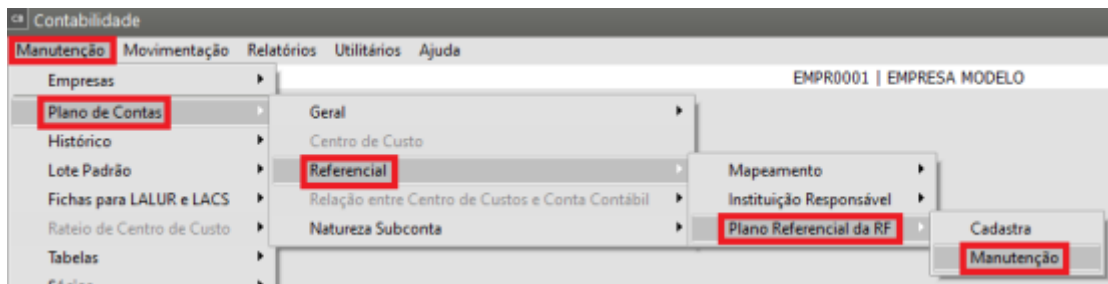 CB Contabilidade
Manutenção Movimentação Relatórios Utilitários Ajuda
EMPR0001 | EMPRESA MODELO
Empresas
Plano de Contas
Histórico
Lote Padrão
Fichas para LALUR e LACS
Rateio de Centro de Custo
Tabelas
Geral
Centro de Custo
Referencial
Relação entre Centro de Custos e Conta Contábil
Natureza Subconta
Mapeamento
Instituição Responsável
Plano Referencial da RF
Cadastra
Manutenção